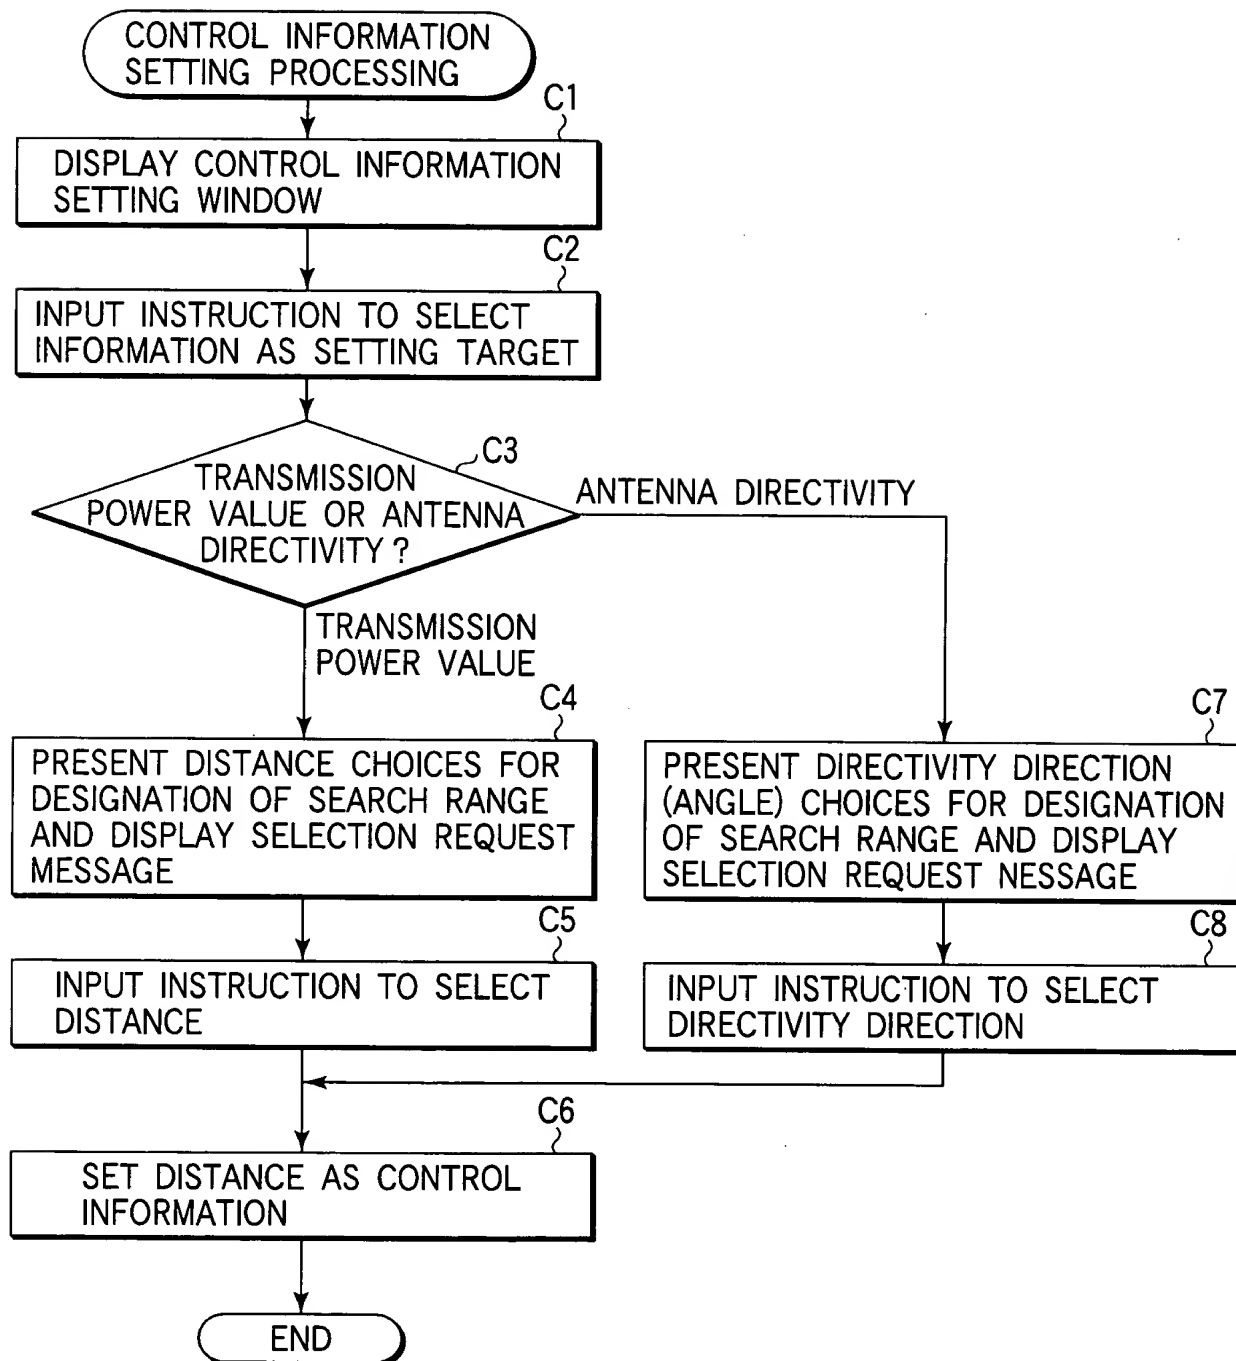 CONTROL INFORMATION
SETTING PROCESSING
C1
DISPLAY CONTROL INFORMATION
SETTING WINDOW
C2
INPUT INSTRUCTION TO SELECT
INFORMATION AS SETTING TARGET
C3
TRANSMISSION
POWER VALUE OR ANTENNA
DIRECTIVITY?
ANTENNA DIRECTIVITY
TRANSMISSION
POWER VALUE
C4
PRESENT DISTANCE CHOICES FOR
DESIGNATION OF SEARCH RANGE
AND DISPLAY SELECTION REQUEST
MESSAGE
C7
PRESENT DIRECTIVITY DIRECTION
(ANGLE) CHOICES FOR DESIGNATION
OF SEARCH RANGE AND DISPLAY
SELECTION REQUEST NESSAGE
C5
INPUT INSTRUCTION TO SELECT
DISTANCE
C8
INPUT INSTRUCTION TO SELECT
DIRECTIVITY DIRECTION
C6
SET DISTANCE AS CONTROL
INFORMATION
END